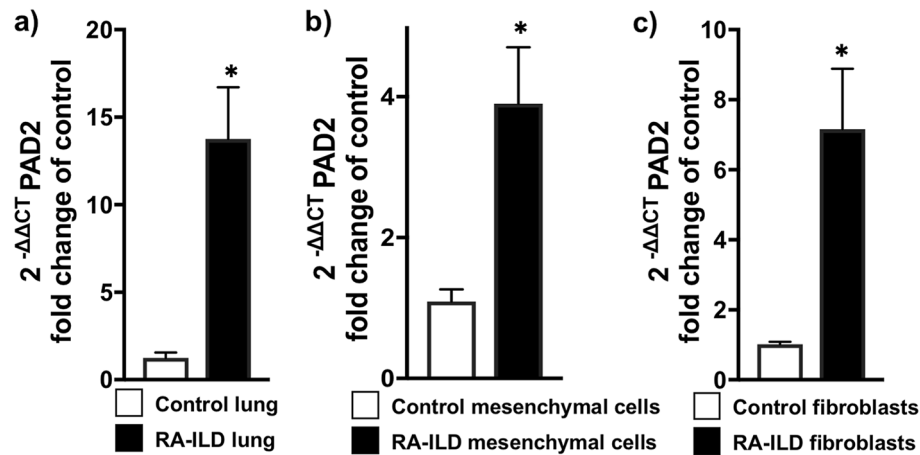 a)
2 -ΔΔCT PAD2
fold change of control
20
15
10
5
0
*
Control lung
RA-ILD lung
b)
2 -ΔΔCT PAD2
fold change of control
4
2
0
*
Control mesenchymal cells
RA-ILD mesenchymal cells
c)
2 -ΔΔCT PAD2
fold change of control
10
8
6
4
2
0
*
Control fibroblasts
RA-ILD fibroblasts